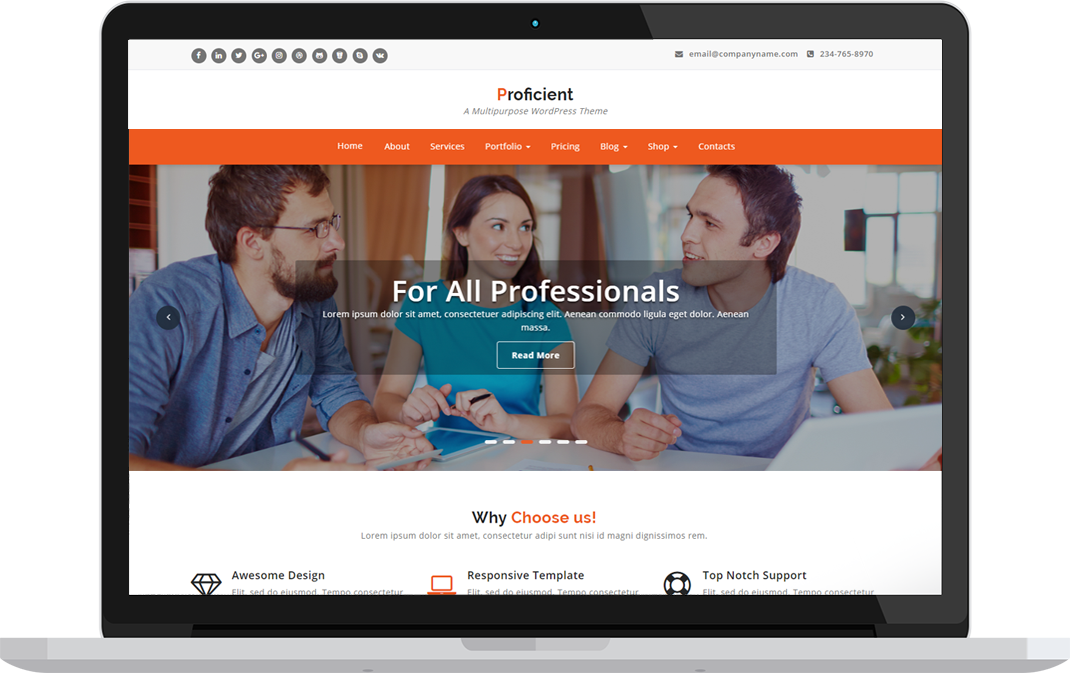 email@companyname.com 234-765-8970
Proficient
A Multipurpose WordPress Theme
Home About Services Portfolio Pricing Blog Shop Contacts
For All Professionals
Lorem ipsum dolor sit amet, consectetuer adipiscing elit. Aenean commodo ligula eget dolor. Aenean
massa.
Read More
Why Choose us!
Lorem ipsum dolor sit amet, consectetur adipi sunt nisi id magni dignissimos rem.
Awesome Design Responsive Template Top Notch Support
Elit, sed do eiusmod. Tempo consectetur Elit, sed do eiusmod. Tempo consectetur Elit, sed do eiusmod. Tempo consectetur